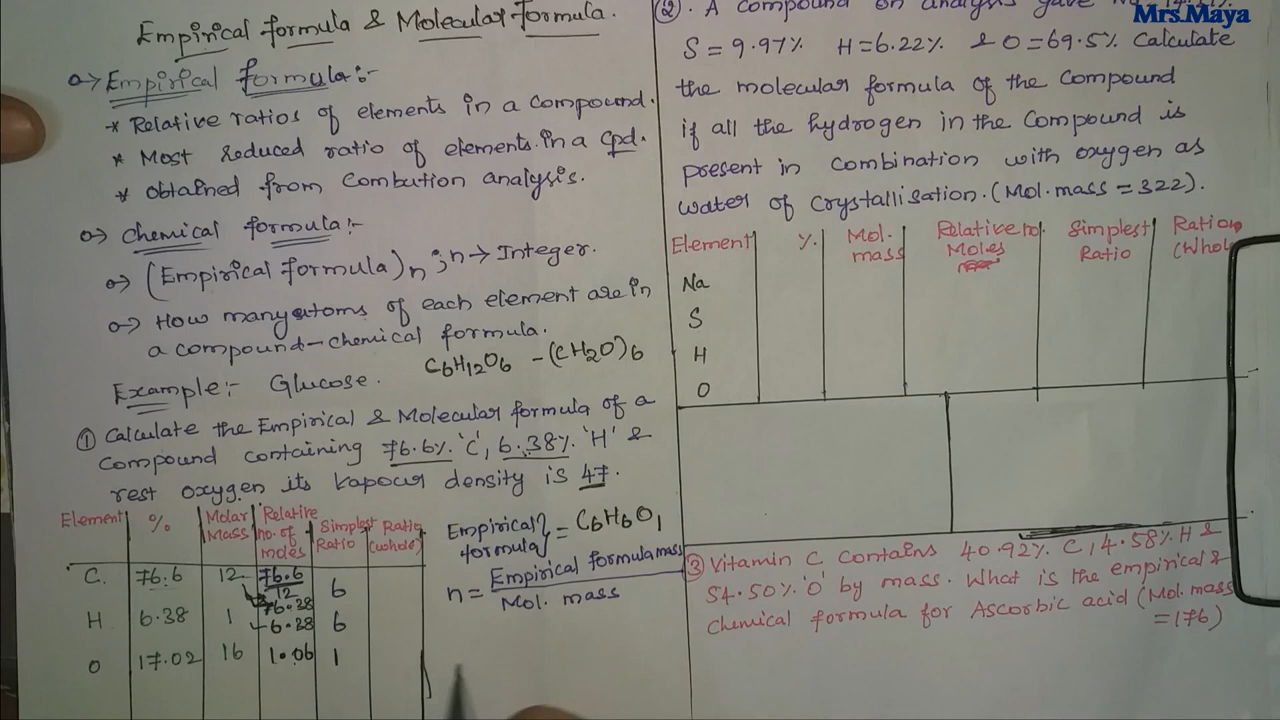 Empirical formula & Molecular formula.
Empirical formula:-
* Relative ratios of elements in a compound.
* Most reduced ratio of elements in a cpd.
* obtained from combution analysis.
Chemical formula:-
(Empirical formula)n ; n → Integer.
How many atoms of each element are in
a compound - chemical formula.
Example:- Glucose. C6H12O6 - (CH2O)6
① Calculate the Empirical & Molecular formula of a
compound containing 76.6% 'C', 6.38% 'H' &
rest oxygen its vapour density is 47.
Element % Molar Mass Relative no. of moles Simplest Ratio Ratio (whole)
C. 76.6 12 76.6/12 6
H 6.38 1 6.38 6
O 17.02 16 1.06 1
Empirical formula } = C6H6O1
n = Empirical formula mass
Mol. mass
Mrs.Maya
②. A compound on analysis gave
S = 9.97% H = 6.22% & O = 69.5% Calculate
the molecular formula of the compound
if all the hydrogen in the compound is
present in combination with oxygen as
water of crystallisation. (Mol. mass = 322).
Element % Mol. mass Relative no. Moles Simplest Ratio Ratio (Whole
Na
S
H
O
③ Vitamin C contains 40.92% C, 4.58% H &
54.50% 'O' by mass. What is the empirical &
chemical formula for Ascorbic acid (Mol. mass
= 176)